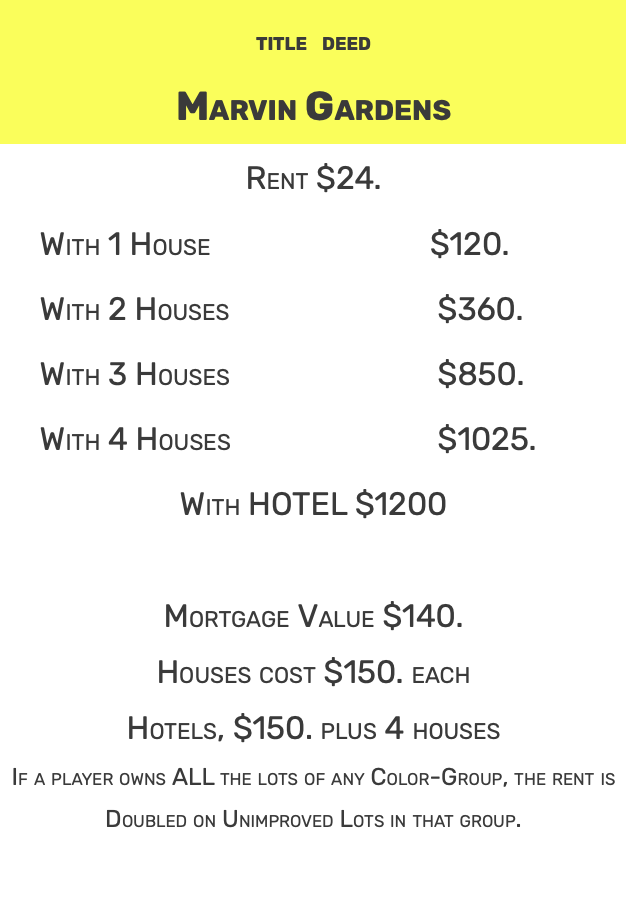 TITLE DEED
Marvin Gardens
Rent $24.
With 1 House $120.
With 2 Houses $360.
With 3 Houses $850.
With 4 Houses $1025.
With HOTEL $1200
Mortgage Value $140.
Houses cost $150. each
Hotels, $150. plus 4 houses
If a player owns ALL the lots of any Color-Group, the rent is
Doubled on Unimproved Lots in that group.